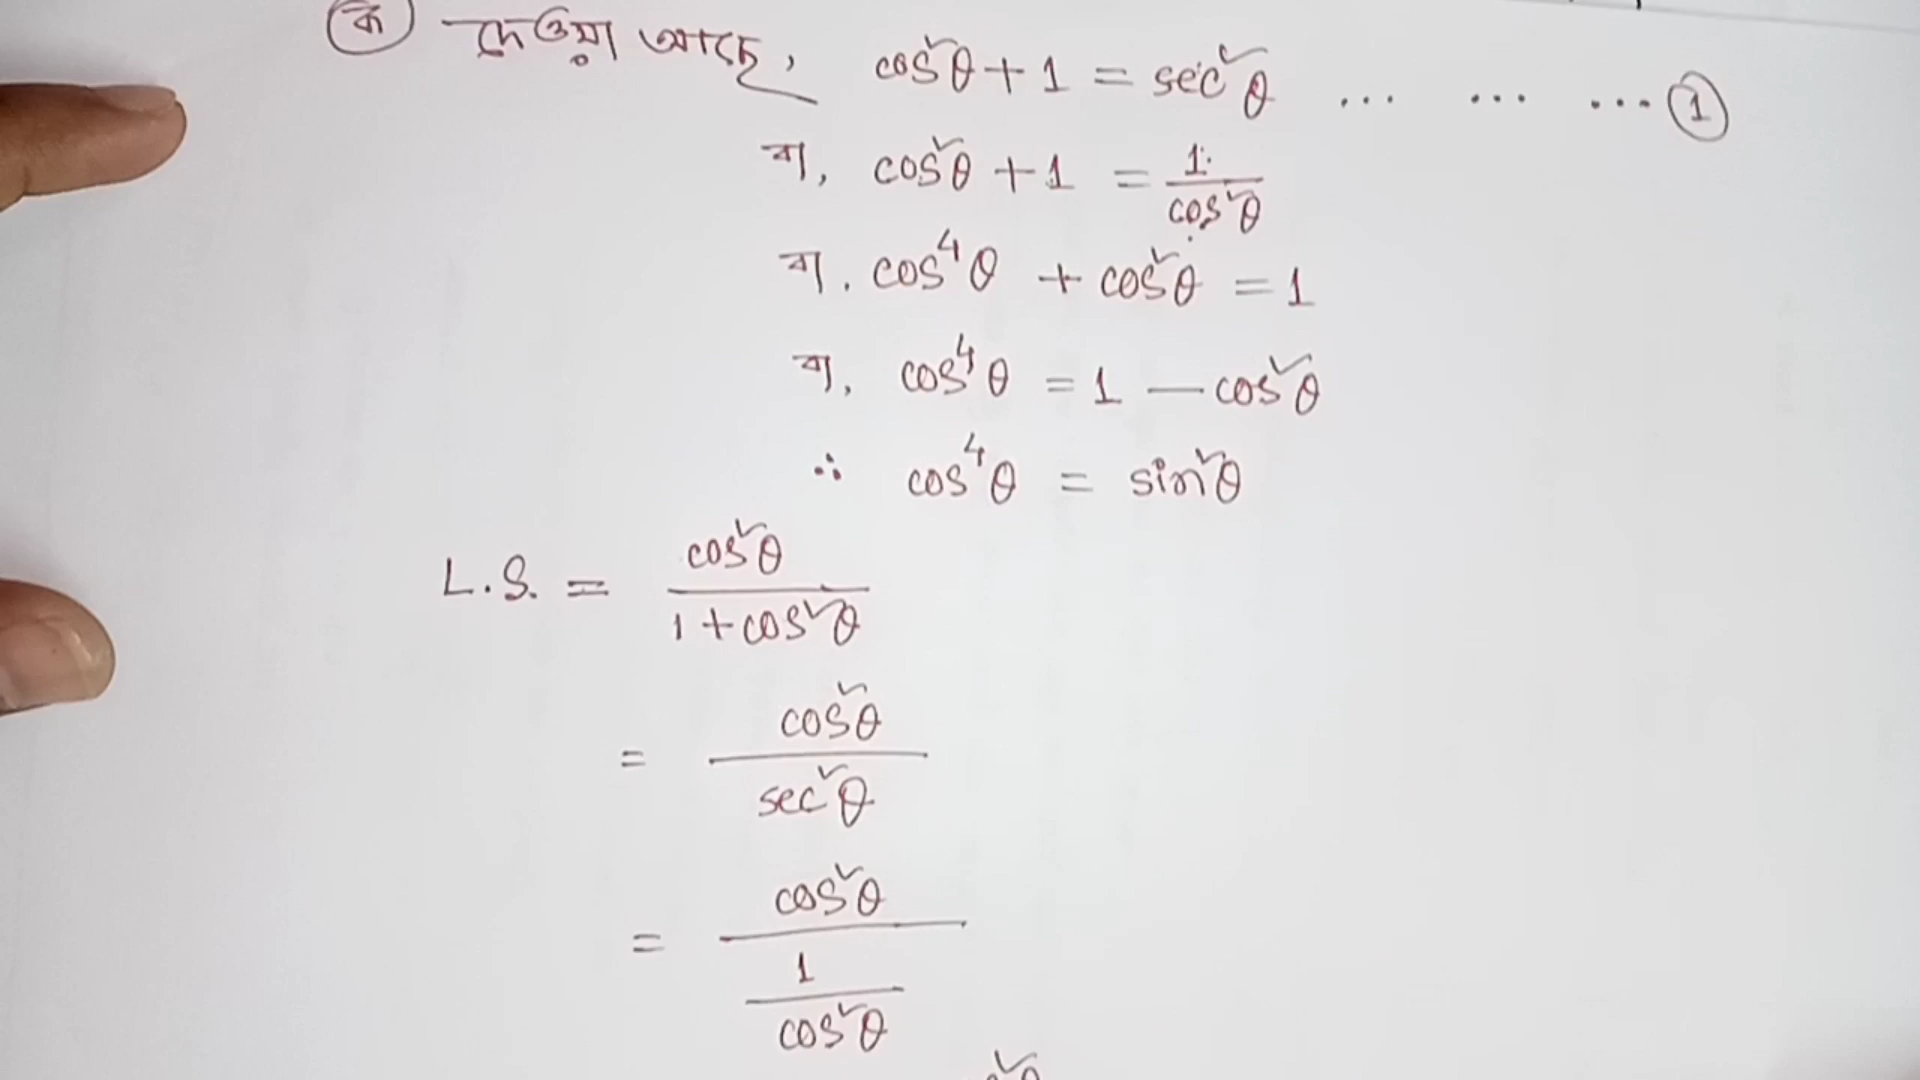 (ক) দেওয়া আছে, cos²θ + 1 = sec²θ ... ... ... (1)
বা, cos²θ + 1 = 1/cos²θ
বা. cos⁴θ + cos²θ = 1
বা, cos⁴θ = 1 — cos²θ
∴ cos⁴θ = sin²θ
L.S. = cos²θ/(1+cos²θ)
= cos²θ/sec²θ
= cos²θ/(1/cos²θ)